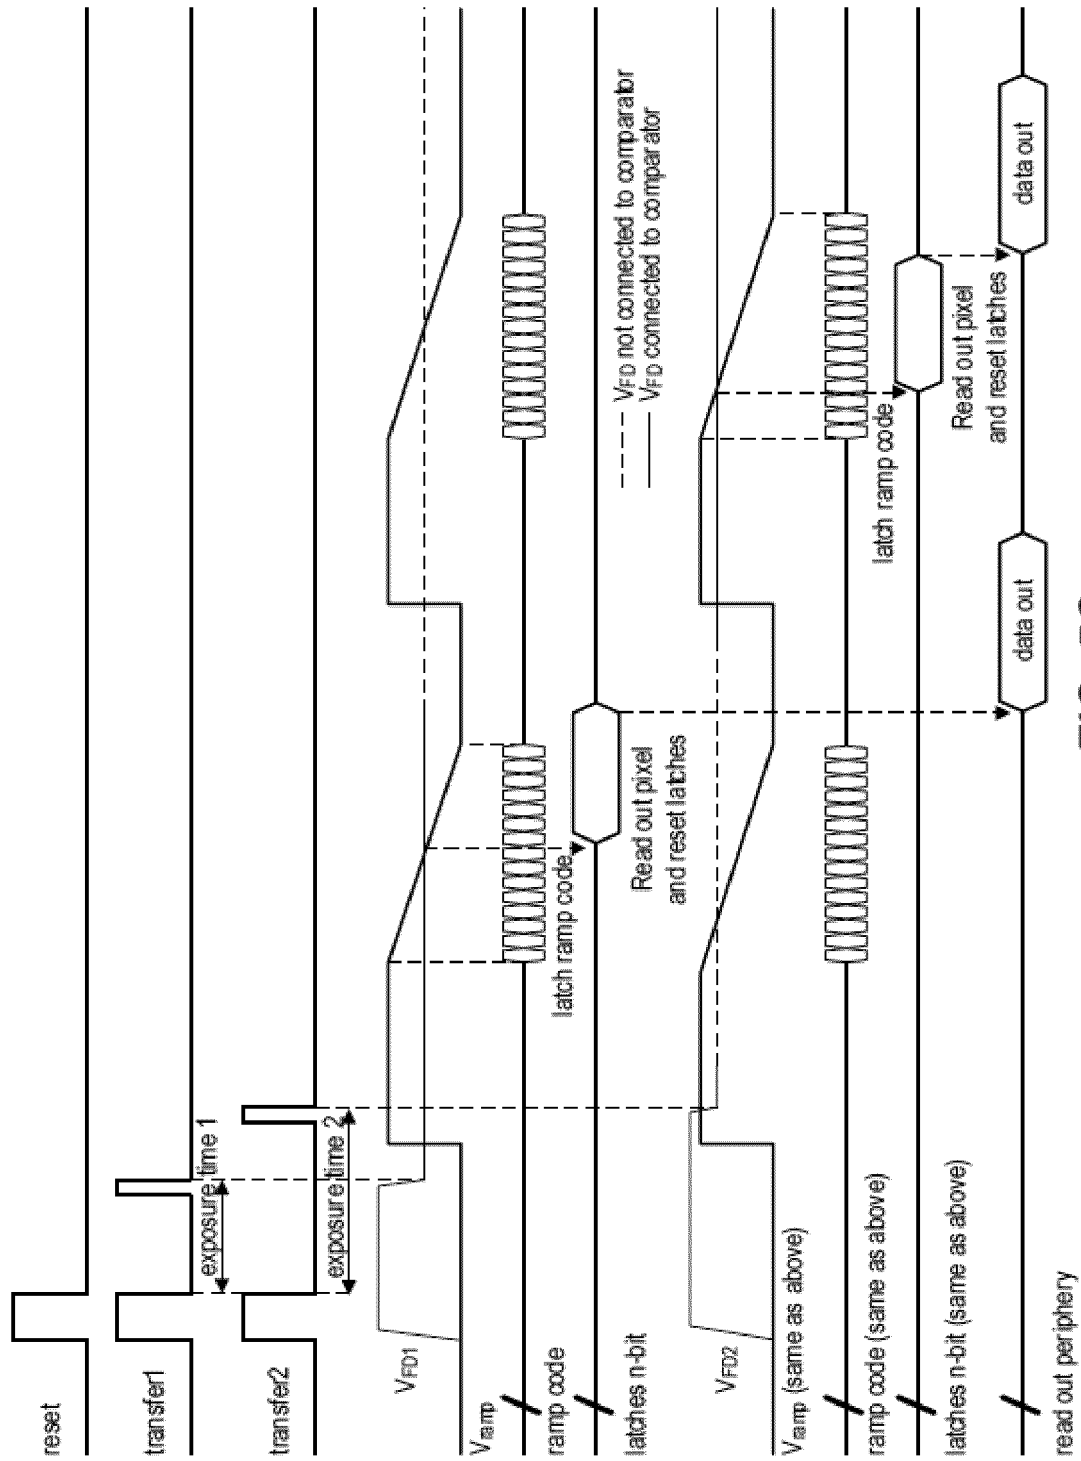 reset
transfer1
exposure time 1
transfer2
exposure time 2
VFD1
Vramp
ramp code
latch ramp code
latches n-bit
Read out pixel
and reset latches
VFD not connected to comparator
VFD connected to comparator
VFD2
Vramp (same as above)
ramp code (same as above)
latch ramp code
latches n-bit (same as above)
Read out pixel
and reset latches
data out
data out
read out periphery